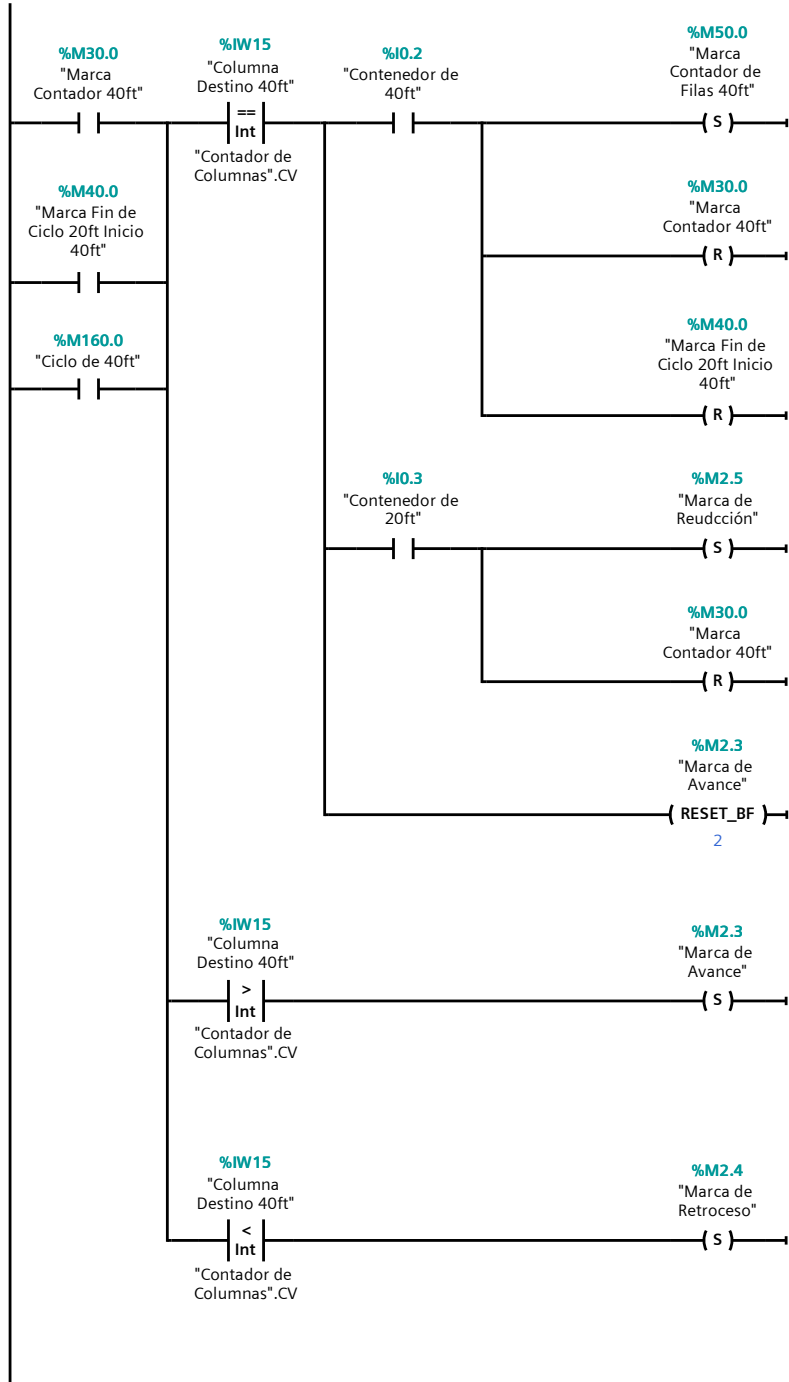 %M30.0
"Marca
Contador 40ft"
%IW15
"Columna
Destino 40ft"
==
Int
"Contador de
Columnas".CV
%I0.2
"Contenedor de
40ft"
%M50.0
"Marca
Contador de
Filas 40ft"
S
%M30.0
"Marca
Contador 40ft"
R
%M40.0
"Marca Fin de
Ciclo 20ft Inicio
40ft"
%M160.0
"Ciclo de 40ft"
%M40.0
"Marca Fin de
Ciclo 20ft Inicio
40ft"
R
%I0.3
"Contenedor de
20ft"
%M2.5
"Marca de
Reudcción"
S
%M30.0
"Marca
Contador 40ft"
R
%M2.3
"Marca de
Avance"
RESET_BF
2
%IW15
"Columna
Destino 40ft"
>
Int
"Contador de
Columnas".CV
%M2.3
"Marca de
Avance"
S
%IW15
"Columna
Destino 40ft"
<
Int
"Contador de
Columnas".CV
%M2.4
"Marca de
Retroceso"
S